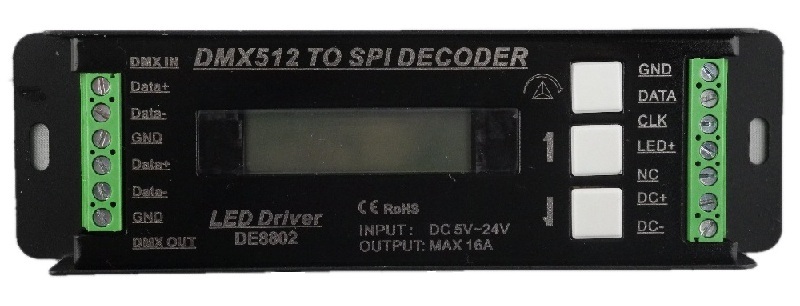 DMX512 TO SPI DECODER
DMX IN
Data+
Data-
GND
Data+
Data-
GND
DMX OUT
LED Driver
DE8802
CE RoHS
INPUT: DC 5V~24V
OUTPUT: MAX 16A
GND
DATA
CLK
LED+
NC
DC+
DC-